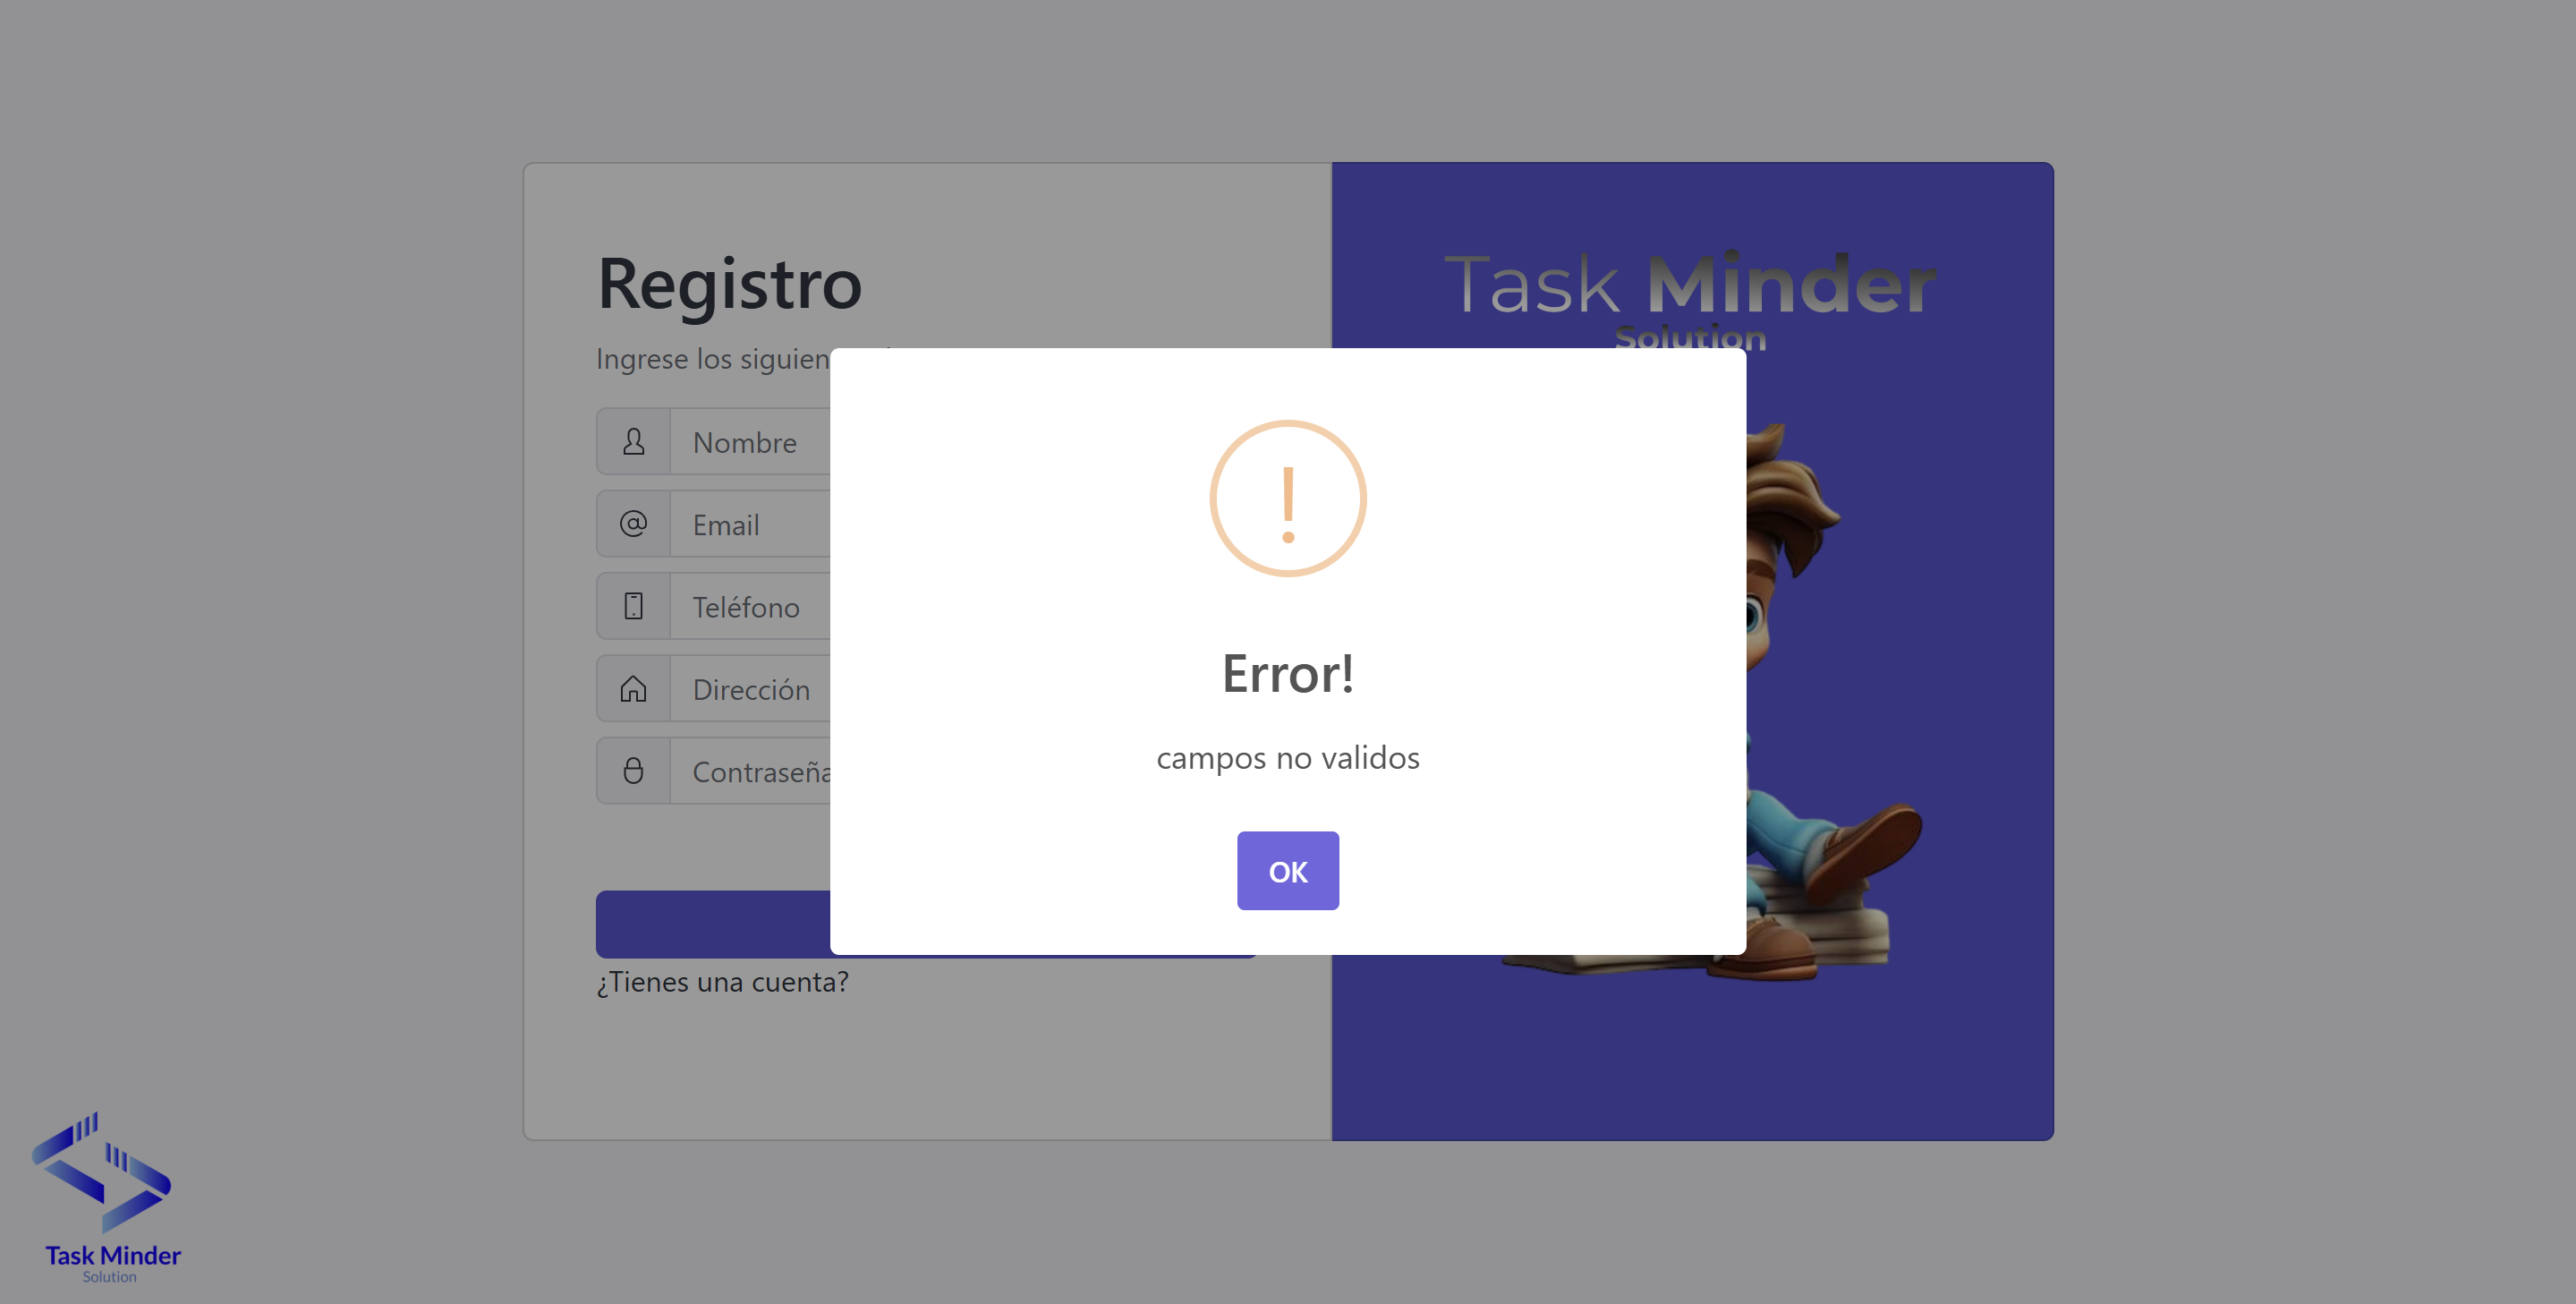 Registro
Ingrese los siguien
Nombre
Email
Teléfono
Dirección
Contraseña
¿Tienes una cuenta?
Task Minder
Solution
!
Error!
campos no validos
OK
Task Minder
Solution